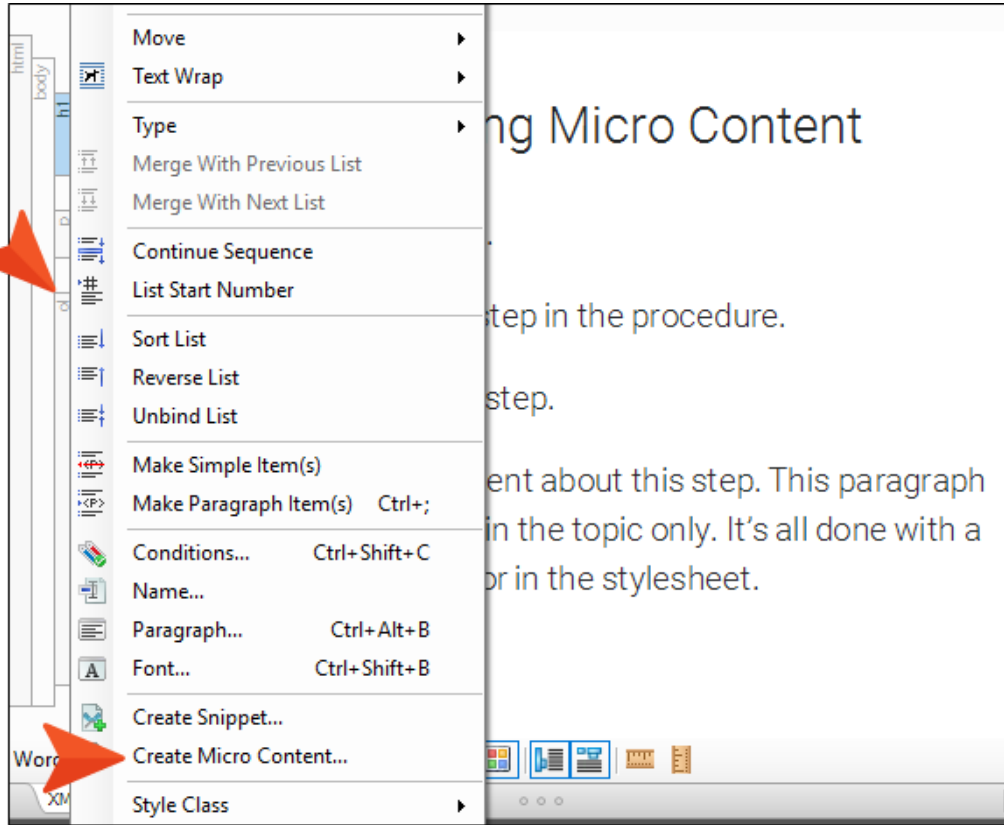 html
body
h1
p
ol
Move
Text Wrap
Type
Merge With Previous List
Merge With Next List
Continue Sequence
List Start Number
Sort List
Reverse List
Unbind List
Make Simple Item(s)
Make Paragraph Item(s) Ctrl+;
Conditions... Ctrl+Shift+C
Name...
Paragraph... Ctrl+Alt+B
Font... Ctrl+Shift+B
Create Snippet...
Create Micro Content...
Style Class
ng Micro Content
.
step in the procedure.
step.
ent about this step. This paragraph
in the topic only. It's all done with a
or in the stylesheet.
Word
XM